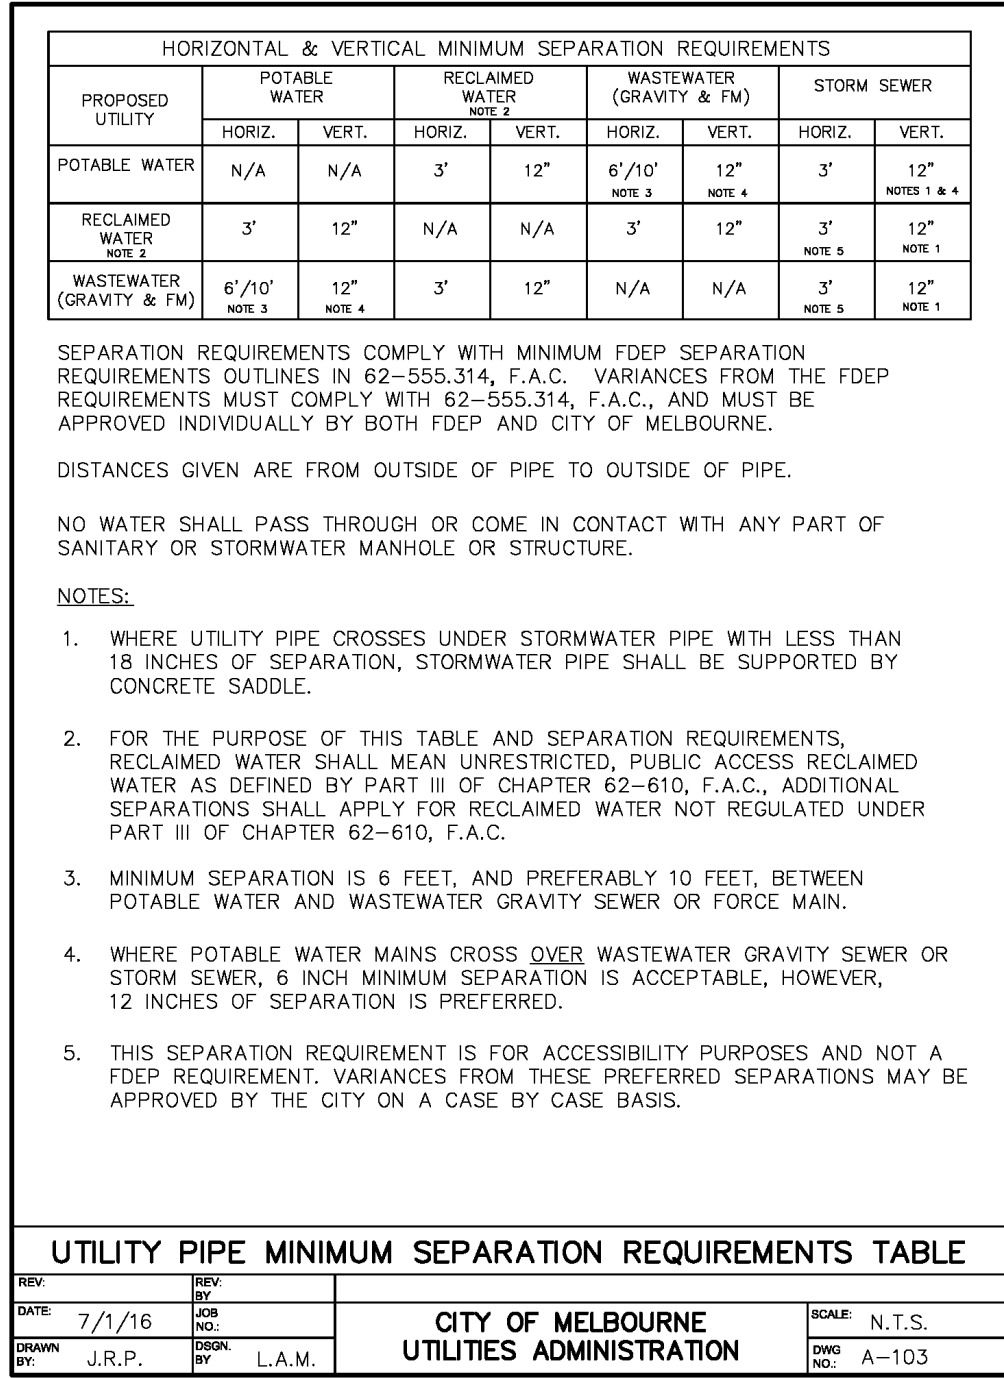 HORIZONTAL & VERTICAL MINIMUM SEPARATION REQUIREMENTS
PROPOSED UTILITY POTABLE WATER RECLAIMED WATER NOTE 2 WASTEWATER (GRAVITY & FM) STORM SEWER
HORIZ. VERT. HORIZ. VERT. HORIZ. VERT. HORIZ. VERT.
POTABLE WATER N/A N/A 3' 12" 6'/10' 12" 3' 12"
NOTE 3 NOTE 4 NOTES 1 & 4
RECLAIMED WATER 3' 12" N/A N/A 3' 12" 3' 12"
NOTE 2 NOTE 5 NOTE 1
WASTEWATER (GRAVITY & FM) 6'/10' 12" 3' 12" N/A N/A 3' 12"
NOTE 3 NOTE 4 NOTE 5 NOTE 1
SEPARATION REQUIREMENTS COMPLY WITH MINIMUM FDEP SEPARATION
REQUIREMENTS OUTLINES IN 62-555.314, F.A.C. VARIANCES FROM THE FDEP
REQUIREMENTS MUST COMPLY WITH 62-555.314, F.A.C., AND MUST BE
APPROVED INDIVIDUALLY BY BOTH FDEP AND CITY OF MELBOURNE.
DISTANCES GIVEN ARE FROM OUTSIDE OF PIPE TO OUTSIDE OF PIPE.
NO WATER SHALL PASS THROUGH OR COME IN CONTACT WITH ANY PART OF
SANITARY OR STORMWATER MANHOLE OR STRUCTURE.
NOTES:
1. WHERE UTILITY PIPE CROSSES UNDER STORMWATER PIPE WITH LESS THAN
18 INCHES OF SEPARATION, STORMWATER PIPE SHALL BE SUPPORTED BY
CONCRETE SADDLE.
2. FOR THE PURPOSE OF THIS TABLE AND SEPARATION REQUIREMENTS,
RECLAIMED WATER SHALL MEAN UNRESTRICTED, PUBLIC ACCESS RECLAIMED
WATER AS DEFINED BY PART III OF CHAPTER 62-610, F.A.C., ADDITIONAL
SEPARATIONS SHALL APPLY FOR RECLAIMED WATER NOT REGULATED UNDER
PART III OF CHAPTER 62-610, F.A.C.
3. MINIMUM SEPARATION IS 6 FEET, AND PREFERABLY 10 FEET, BETWEEN
POTABLE WATER AND WASTEWATER GRAVITY SEWER OR FORCE MAIN.
4. WHERE POTABLE WATER MAINS CROSS OVER WASTEWATER GRAVITY SEWER OR
STORM SEWER, 6 INCH MINIMUM SEPARATION IS ACCEPTABLE, HOWEVER,
12 INCHES OF SEPARATION IS PREFERRED.
5. THIS SEPARATION REQUIREMENT IS FOR ACCESSIBILITY PURPOSES AND NOT A
FDEP REQUIREMENT. VARIANCES FROM THESE PREFERRED SEPARATIONS MAY BE
APPROVED BY THE CITY ON A CASE BY CASE BASIS.
UTILITY PIPE MINIMUM SEPARATION REQUIREMENTS TABLE
REV: REV: BY
DATE: 7/1/16 JOB NO.: CITY OF MELBOURNE SCALE: N.T.S.
DRAWN BY: J.R.P. DSGN. BY L.A.M. UTILITIES ADMINISTRATION DWG NO.: A-103